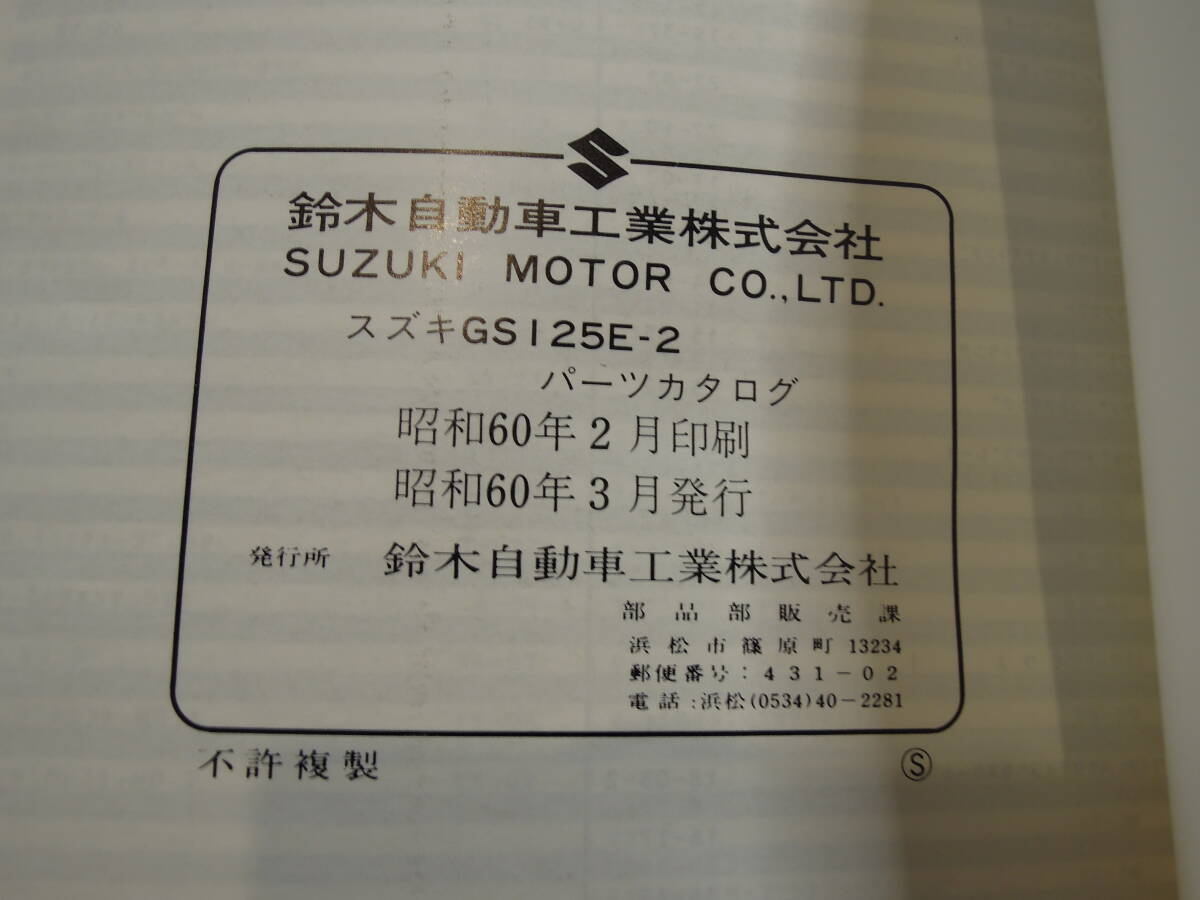 鈴木自動車工業株式会社
SUZUKI MOTOR CO.,LTD.
スズキGS125E-2
パーツカタログ
昭和60年2月印刷
昭和60年3月発行
発行所 鈴木自動車工業株式会社
部品部販売課
浜松市篠原町13234
郵便番号:431-02
電話:浜松(0534)40-2281
不許複製 Ⓢ